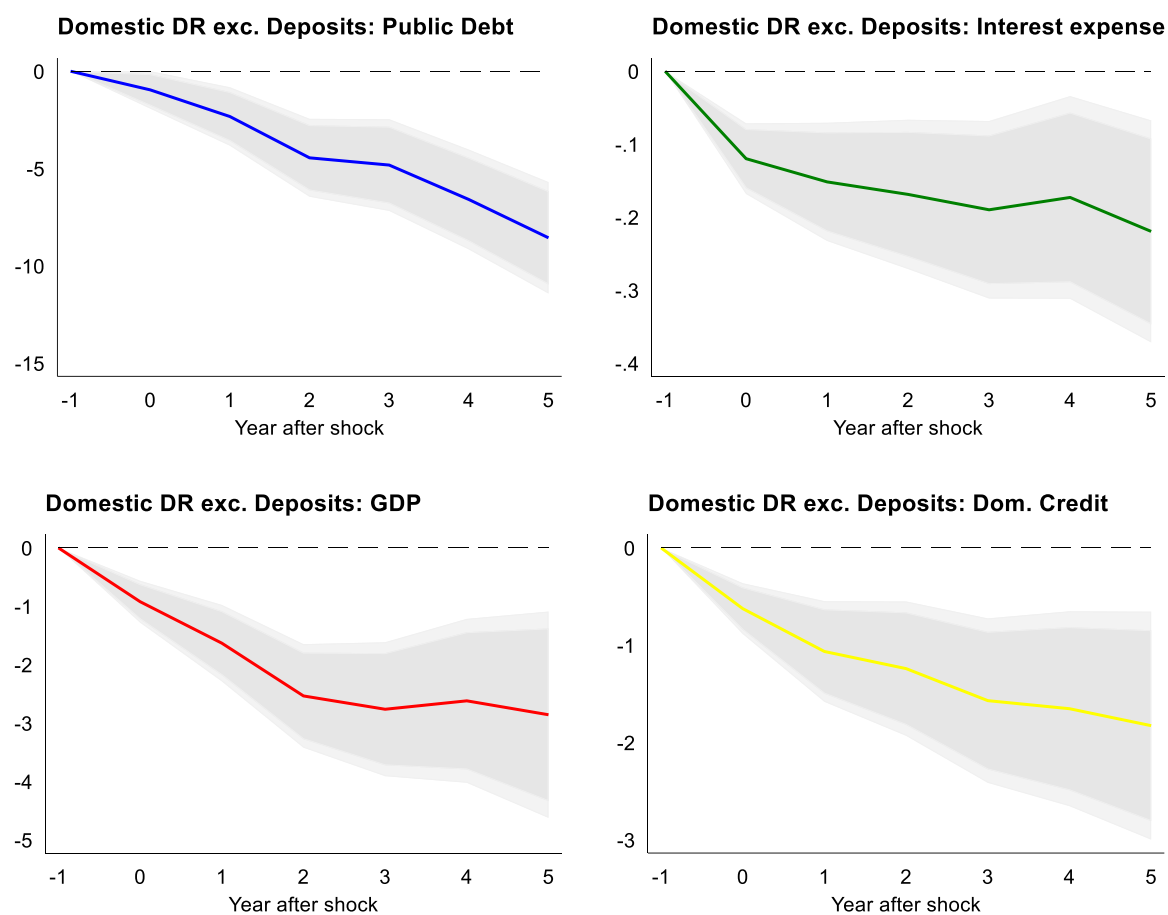 Domestic DR exc. Deposits: Public Debt
0
-5
-10
-15
-1 0 1 2 3 4 5
Year after shock
Domestic DR exc. Deposits: Interest expense
0
-.1
-.2
-.3
-.4
-1 0 1 2 3 4 5
Year after shock
Domestic DR exc. Deposits: GDP
0
-1
-2
-3
-4
-5
-1 0 1 2 3 4 5
Year after shock
Domestic DR exc. Deposits: Dom. Credit
0
-1
-2
-3
-1 0 1 2 3 4 5
Year after shock